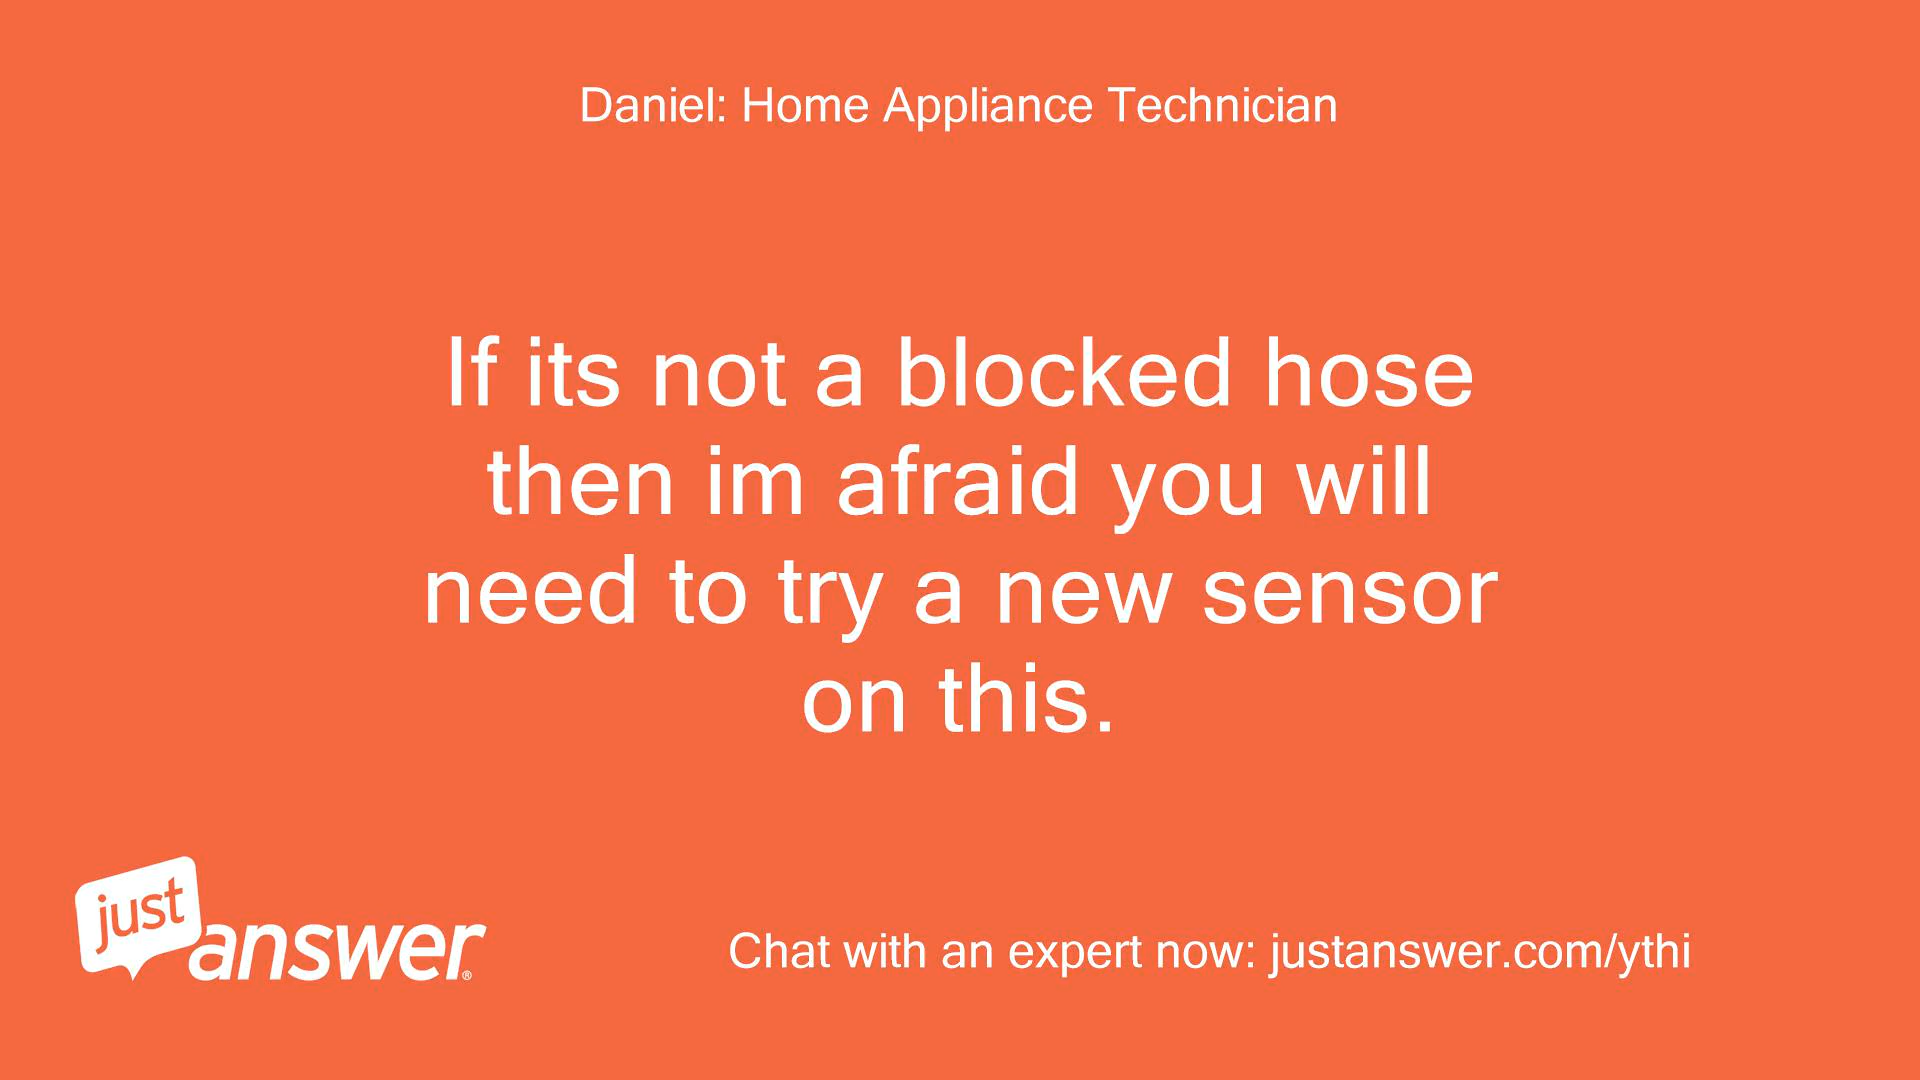 Daniel: Home Appliance Technician
If its not a blocked hose
then im afraid you will
need to try a new sensor
on this.
just
answer®
Chat with an expert now: justanswer.com/ythi